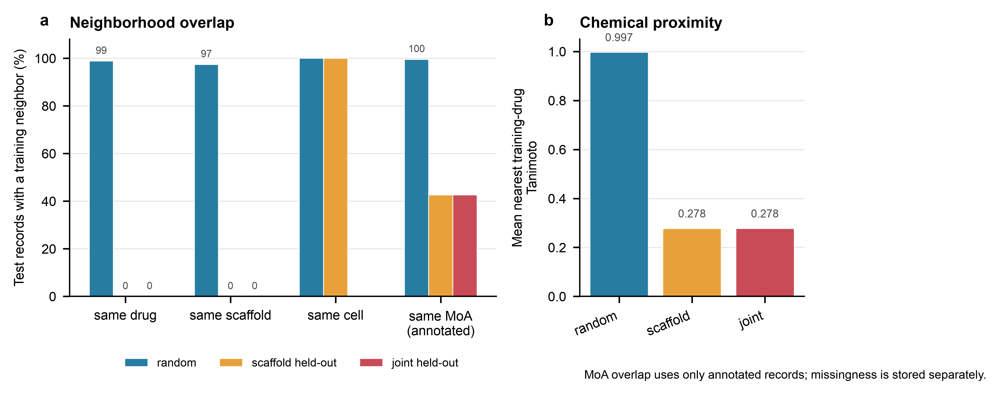 a Neighborhood overlap
Test records with a training neighbor (%)
100
80
60
40
20
0
99
0
0
97
0
0
100
same drug
same scaffold
same cell
same MoA
(annotated)
random
scaffold held-out
joint held-out
b Chemical proximity
Mean nearest training-drug
Tanimoto
1.0
0.8
0.6
0.4
0.2
0.0
0.997
0.278
0.278
random
scaffold
joint
MoA overlap uses only annotated records; missingness is stored separately.